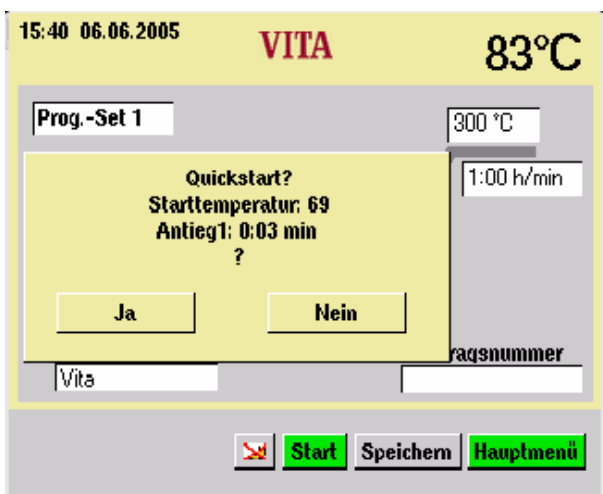 15:40 06.06.2005
VITA
83°C
Prog.-Set 1
300 °C
1:00 h/min
Quickstart?
Starttemperatur: 69
Antieg1: 0:03 min
?
Ja
Nein
ragsnummer
Vita
Start
Speichern
Hauptmenü